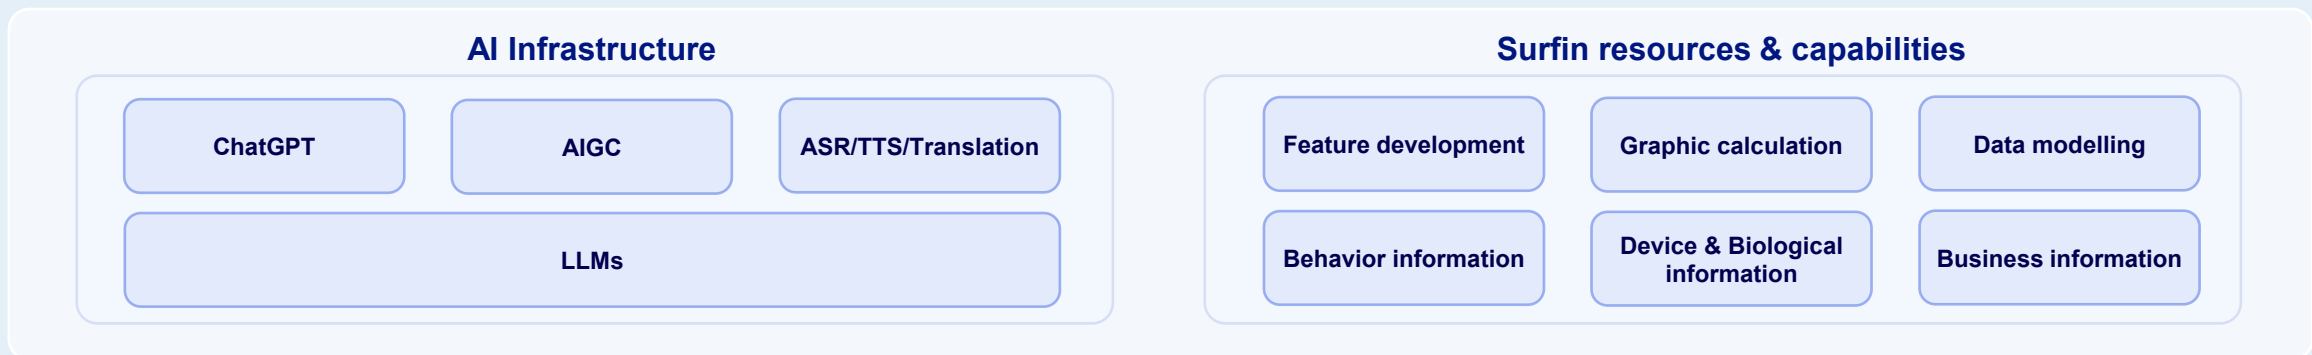 AI Infrastructure
ChatGPT
AIGC
ASR/TTS/Translation
LLMs
Surfin resources & capabilities
Feature development
Graphic calculation
Data modelling
Behavior information
Device & Biological
information
Business information